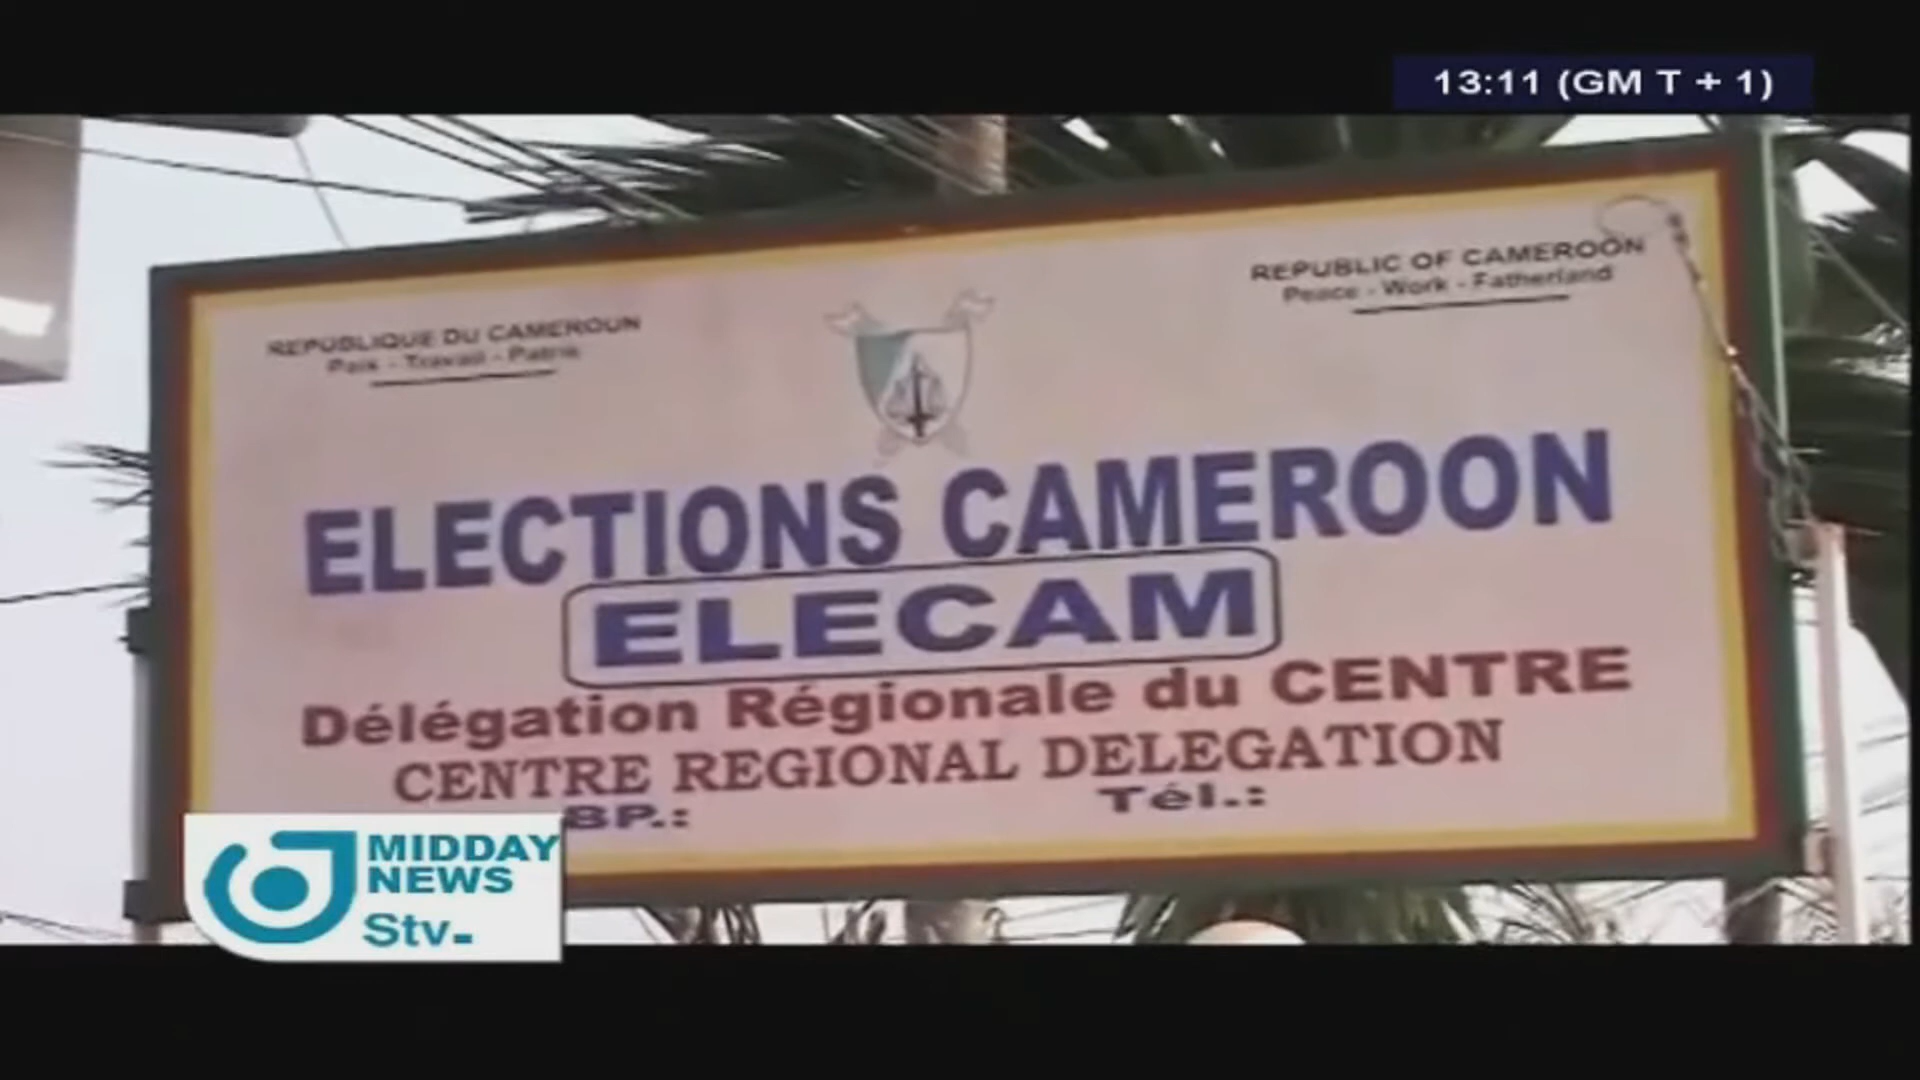 13:11 (GMT + 1)
REPUBLIQUE DU CAMEROUN
Paix - Travail - Patrie
REPUBLIC OF CAMEROON
Peace - Work - Fatherland
ELECTIONS CAMEROON
ELECAM
Délégation Régionale du CENTRE
CENTRE REGIONAL DELEGATION
BP.:
Tél.:
MIDDAY
NEWS
Stv